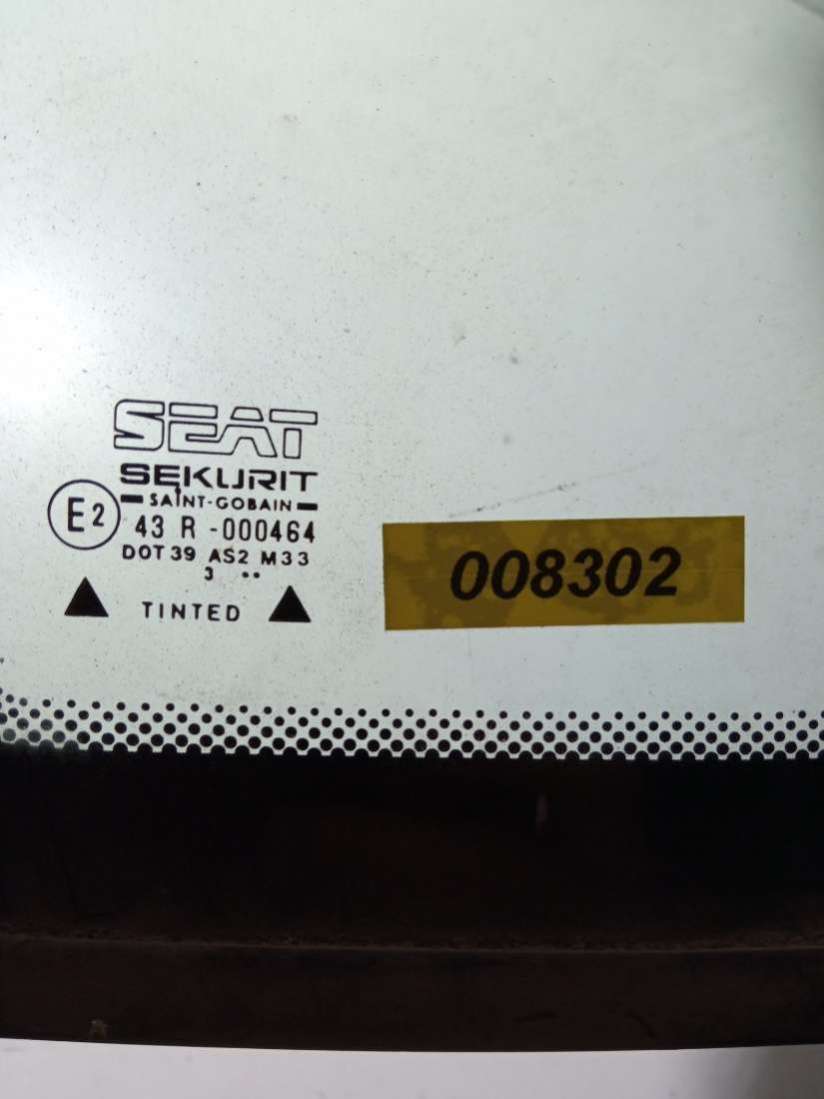 SEAT
SEKURIT
SAINT-GOBAIN
E2
43 R -000464
DOT 39 AS2 M33
3 ••
TINTED
008302